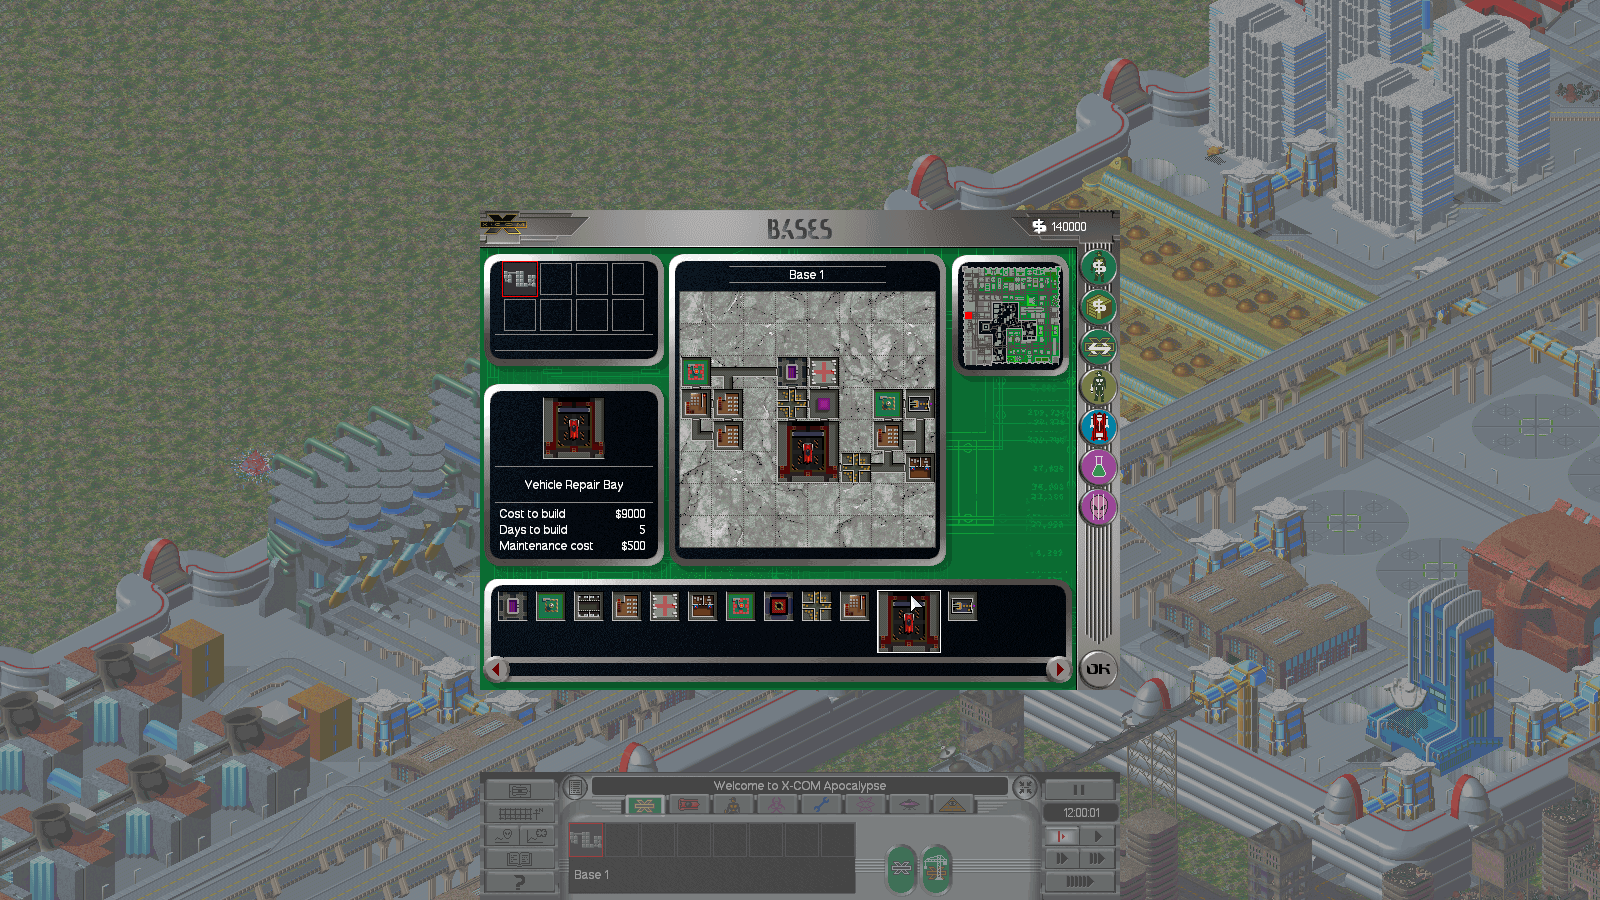 BASES
$ 140000
Base 1
Vehicle Repair Bay
Cost to build $9000
Days to build 5
Maintenance cost $500
OK
Welcome to X-COM Apocalypse
12:00:01
Base 1
?